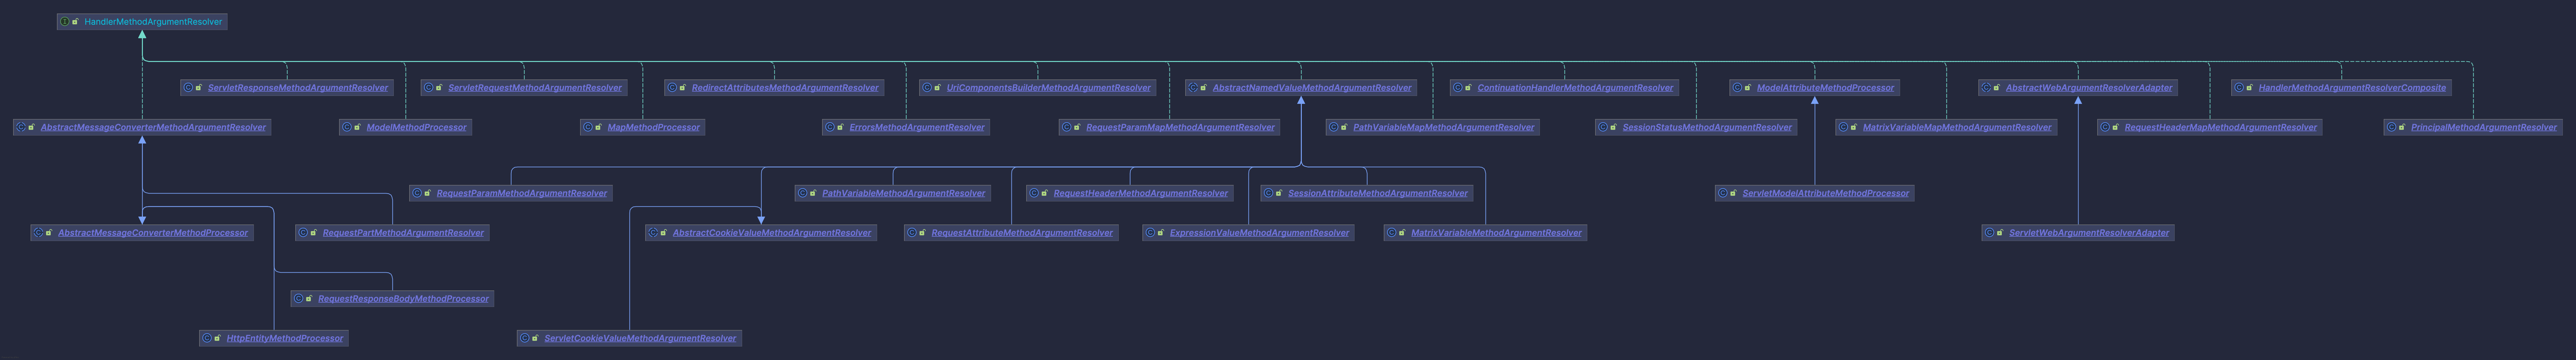 HandlerMethodArgumentResolver
ServletResponseMethodArgumentResolver
ServletRequestMethodArgumentResolver
RedirectAttributesMethodArgumentResolver
UriComponentsBuilderMethodArgumentResolver
AbstractNamedValueMethodArgumentResolver
ContinuationHandlerMethodArgumentResolver
ModelAttributeMethodProcessor
AbstractWebArgumentResolverAdapter
HandlerMethodArgumentResolverComposite
AbstractMessageConverterMethodArgumentResolver
ModelMethodProcessor
MapMethodProcessor
ErrorsMethodArgumentResolver
RequestParamMapMethodArgumentResolver
PathVariableMapMethodArgumentResolver
SessionStatusMethodArgumentResolver
MatrixVariableMapMethodArgumentResolver
RequestHeaderMapMethodArgumentResolver
PrincipalMethodArgumentResolver
RequestParamMethodArgumentResolver
PathVariableMethodArgumentResolver
RequestHeaderMethodArgumentResolver
SessionAttributeMethodArgumentResolver
ServletModelAttributeMethodProcessor
AbstractMessageConverterMethodProcessor
RequestPartMethodArgumentResolver
AbstractCookieValueMethodArgumentResolver
RequestAttributeMethodArgumentResolver
ExpressionValueMethodArgumentResolver
MatrixVariableMethodArgumentResolver
ServletWebArgumentResolverAdapter
RequestResponseBodyMethodProcessor
HttpEntityMethodProcessor
ServletCookieValueMethodArgumentResolver